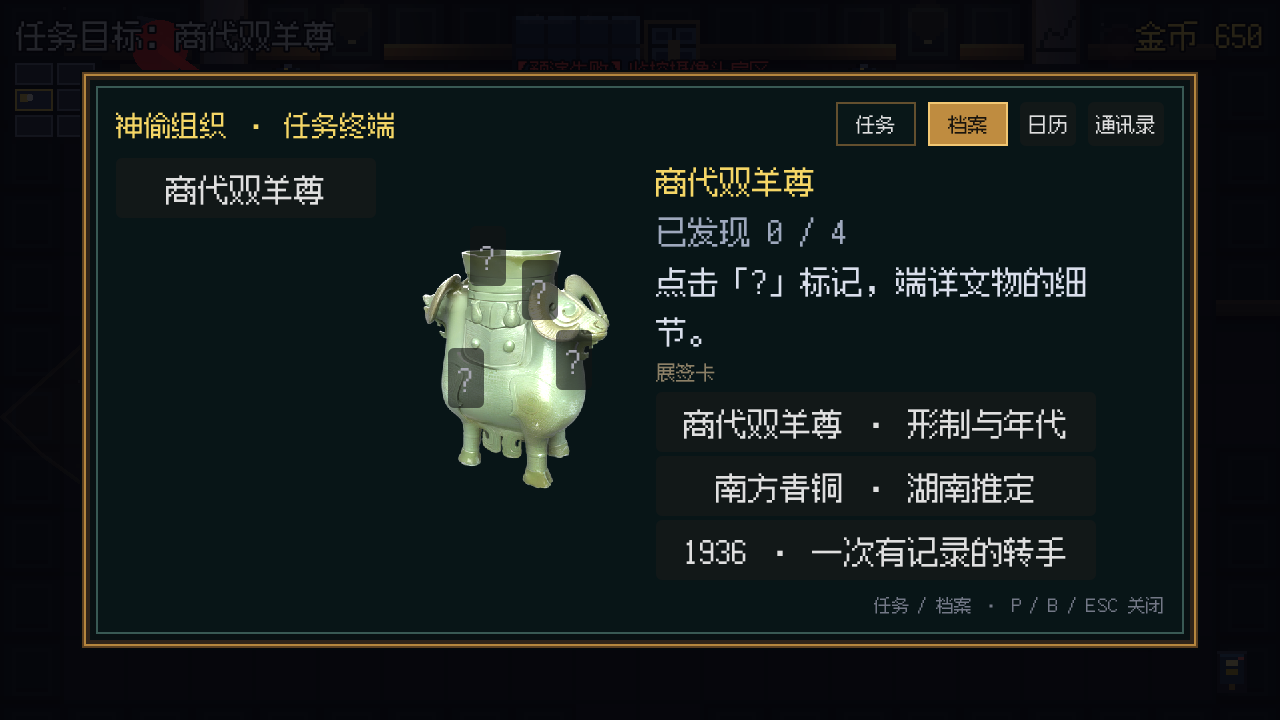 任务目标：商代双羊尊
金币 650
神偷组织 · 任务终端
任务
档案
日历
通讯录
商代双羊尊
商代双羊尊
已发现 0 / 4
点击「?」标记，端详文物的细
节。
?
?
?
?
展签卡
商代双羊尊 · 形制与年代
南方青铜 · 湖南推定
1936 · 一次有记录的转手
任务 / 档案 · P / B / ESC 关闭